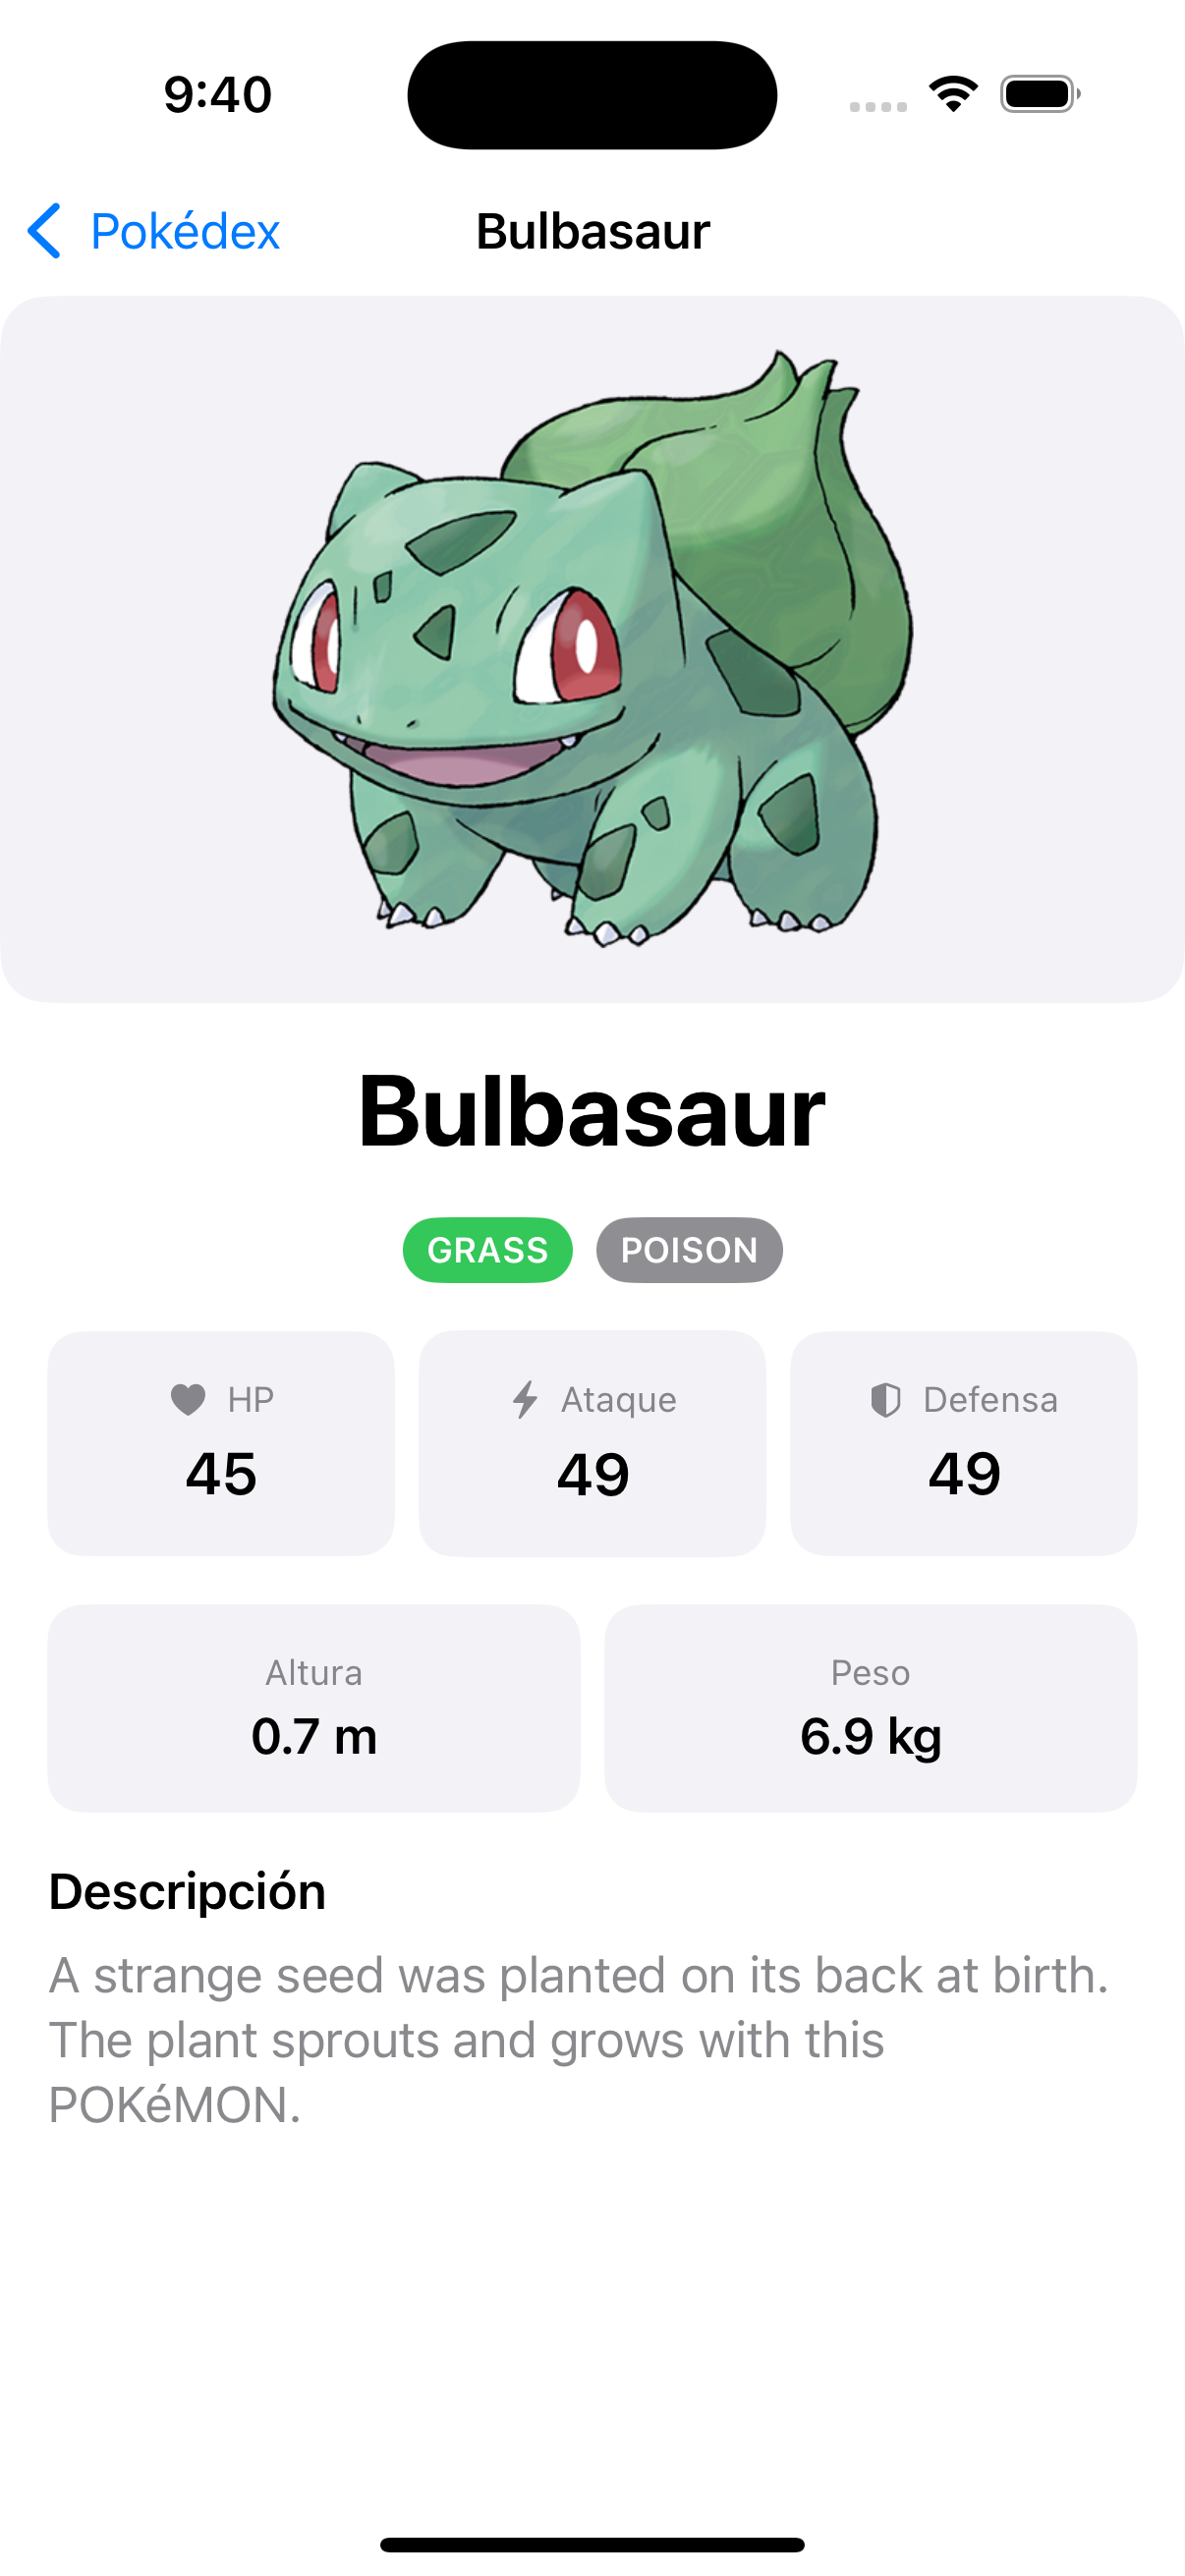 9:40
Pokédex Bulbasaur
Bulbasaur
GRASS POISON
HP Ataque Defensa
45 49 49
Altura Peso
0.7 m 6.9 kg
Descripción
A strange seed was planted on its back at birth.
The plant sprouts and grows with this
POKéMON.